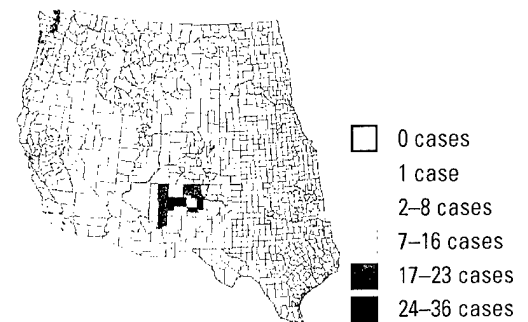 0 cases
1 case
2–8 cases
7–16 cases
17–23 cases
24–36 cases